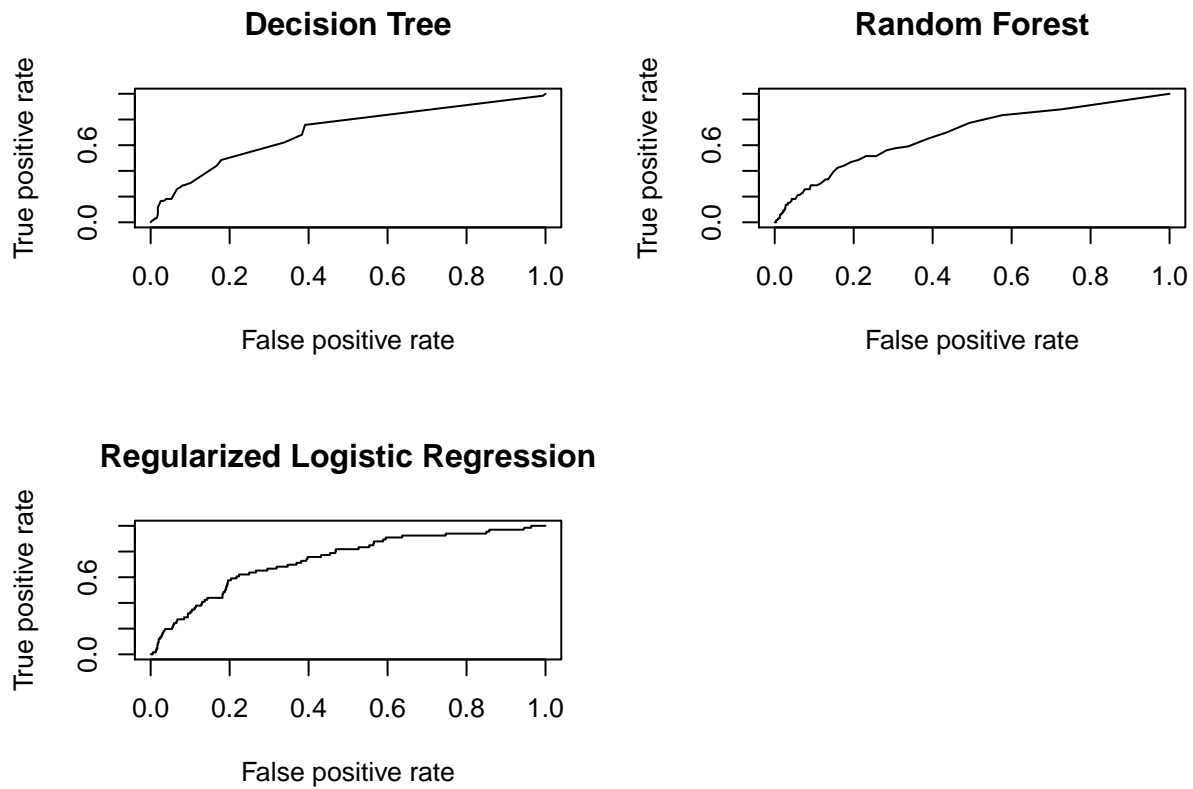 Decision Tree
True positive rate
0.6
0.0
0.0 0.2 0.4 0.6 0.8 1.0
False positive rate
Random Forest
True positive rate
0.6
0.0
0.0 0.2 0.4 0.6 0.8 1.0
False positive rate
Regularized Logistic Regression
True positive rate
0.6
0.0
0.0 0.2 0.4 0.6 0.8 1.0
False positive rate